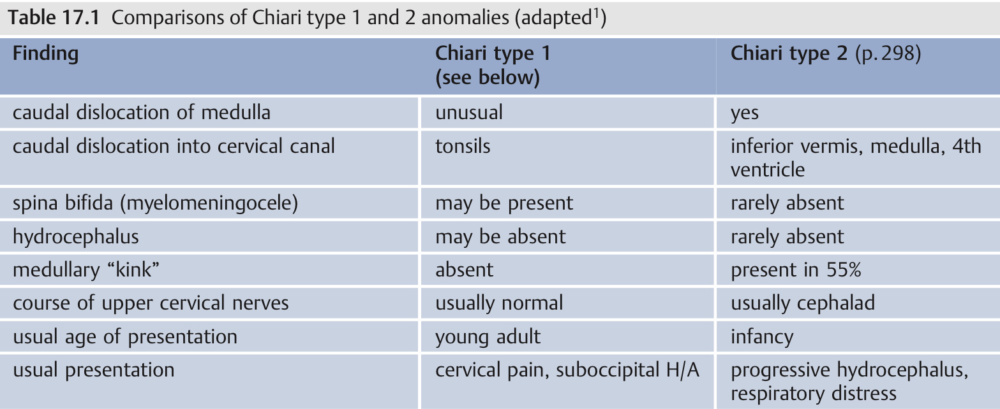 Table 17.1 Comparisons of Chiari type 1 and 2 anomalies (adapted¹)
Finding Chiari type 1 (see below) Chiari type 2 (p. 298)
caudal dislocation of medulla unusual yes
caudal dislocation into cervical canal tonsils inferior vermis, medulla, 4th ventricle
spina bifida (myelomeningocele) may be present rarely absent
hydrocephalus may be absent rarely absent
medullary “kink” absent present in 55%
course of upper cervical nerves usually normal usually cephalad
usual age of presentation young adult infancy
usual presentation cervical pain, suboccipital H/A progressive hydrocephalus, respiratory distress